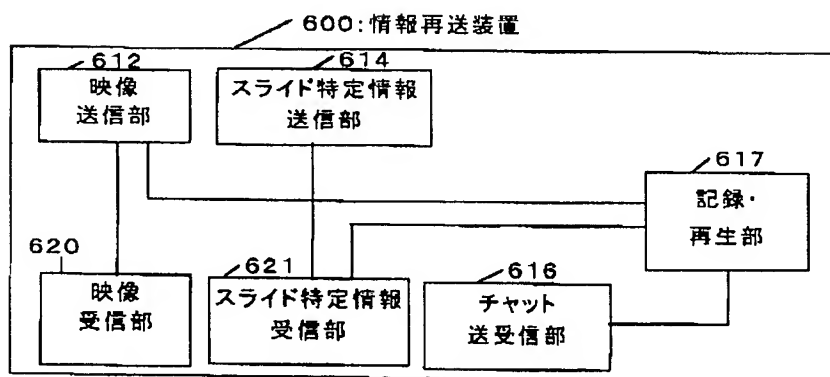 600:情報再送装置
612
映像
送信部
614
スライド特定情報
送信部
617
記録・
再生部
620
映像
受信部
621
スライド特定情報
受信部
616
チャット
送受信部